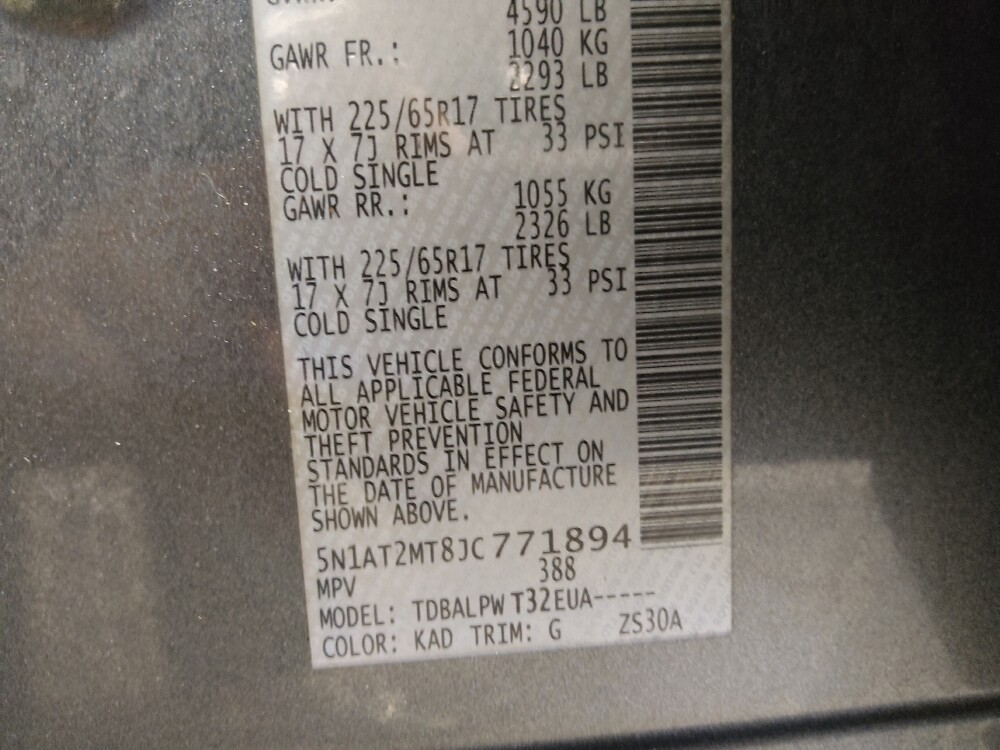 4590 LB
GAWR FR.: 1040 KG
2293 LB
WITH 225/65R17 TIRES
17 X 7J RIMS AT 33 PSI
COLD SINGLE
GAWR RR.: 1055 KG
2326 LB
WITH 225/65R17 TIRES
17 X 7J RIMS AT 33 PSI
COLD SINGLE
THIS VEHICLE CONFORMS TO
ALL APPLICABLE FEDERAL
MOTOR VEHICLE SAFETY AND
THEFT PREVENTION
STANDARDS IN EFFECT ON
THE DATE OF MANUFACTURE
SHOWN ABOVE.
5N1AT2MT8JC771894
MPV 388
MODEL: TDBALPW T32EUA-----
COLOR: KAD TRIM: G ZS30A